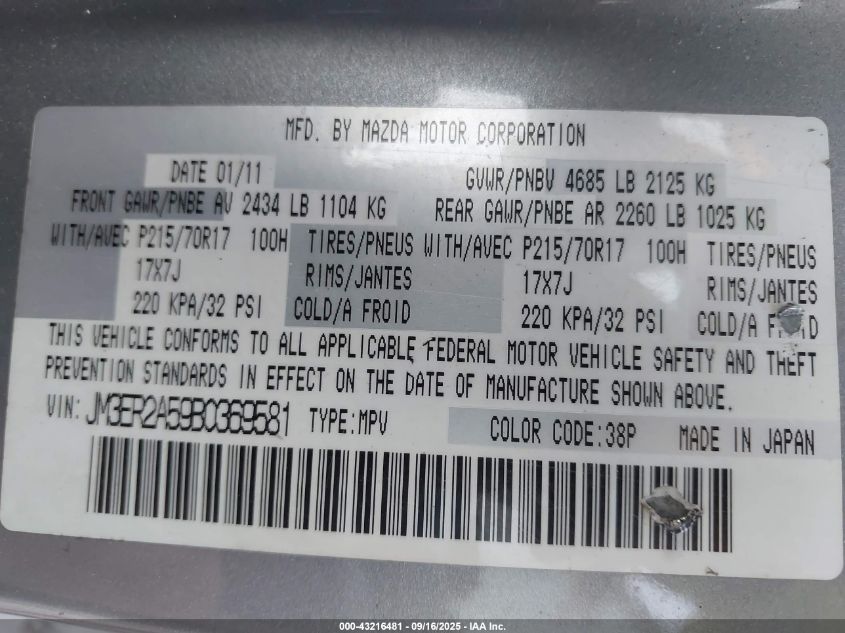 MFD. BY MAZDA MOTOR CORPORATION
DATE 01/11 GVWR/PNBV 4685 LB 2125 KG
FRONT GAWR/PNBE AV 2434 LB 1104 KG REAR GAWR/PNBE AR 2260 LB 1025 KG
WITH/AVEC P215/70R17 100H TIRES/PNEUS WITH/AVEC P215/70R17 100H TIRES/PNEUS
17X7J RIMS/JANTES 17X7J RIMS/JANTES
220 KPA/32 PSI COLD/A FROID 220 KPA/32 PSI COLD/A FROID
THIS VEHICLE CONFORMS TO ALL APPLICABLE FEDERAL MOTOR VEHICLE SAFETY AND THEFT
PREVENTION STANDARDS IN EFFECT ON THE DATE OF MANUFACTURE SHOWN ABOVE.
VIN: JM3ER2A59B0369581 TYPE:MPV COLOR CODE:38P MADE IN JAPAN
000-43216481 - 09/16/2025 - IAA Inc.